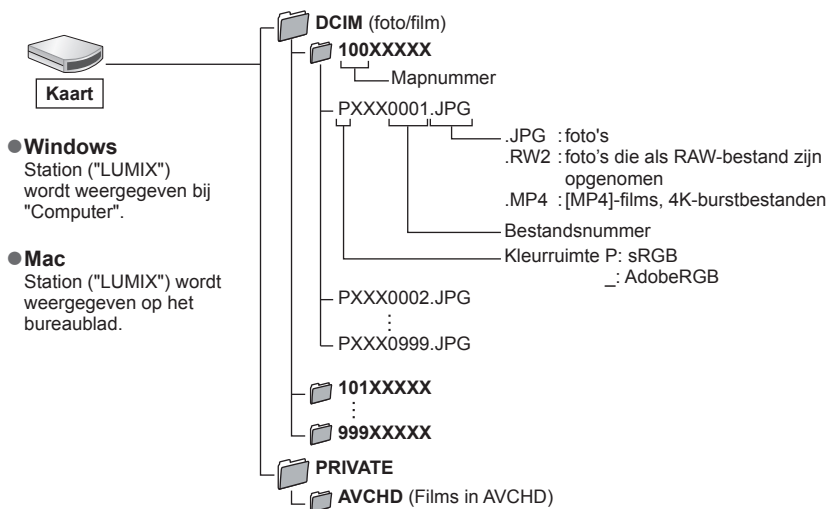 DCIM (foto/film)
100XXXXX
Mapnummer
Kaart
PXXX0001.JPG
.JPG : foto's
.RW2 : foto's die als RAW-bestand zijn
opgenomen
.MP4 : [MP4]-films, 4K-burstbestanden
Bestandsnummer
Kleurruimte P: sRGB
_: AdobeRGB
●Windows
Station ("LUMIX")
wordt weergegeven bij
"Computer".
●Mac
Station ("LUMIX") wordt
weergegeven op het
bureaublad.
PXXX0002.JPG
⋮
PXXX0999.JPG
101XXXXX
⋮
999XXXXX
PRIVATE
AVCHD (Films in AVCHD)